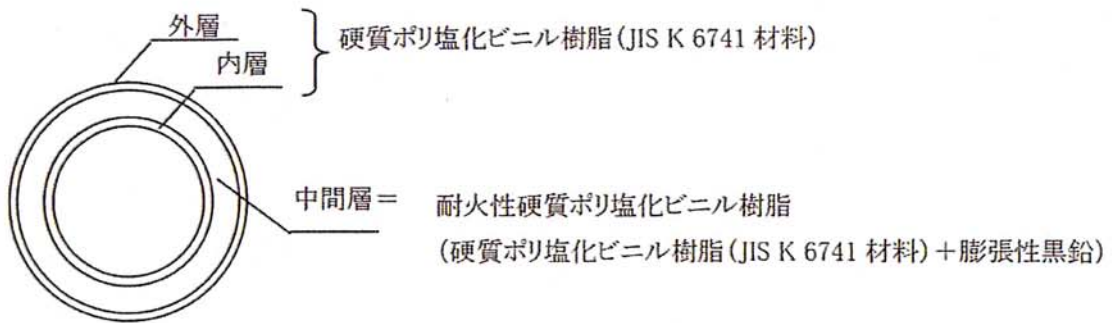 外層
硬質ポリ塩化ビニル樹脂(JIS K 6741 材料)
内層
中間層＝
耐火性硬質ポリ塩化ビニル樹脂
(硬質ポリ塩化ビニル樹脂(JIS K 6741 材料)＋膨張性黒鉛)